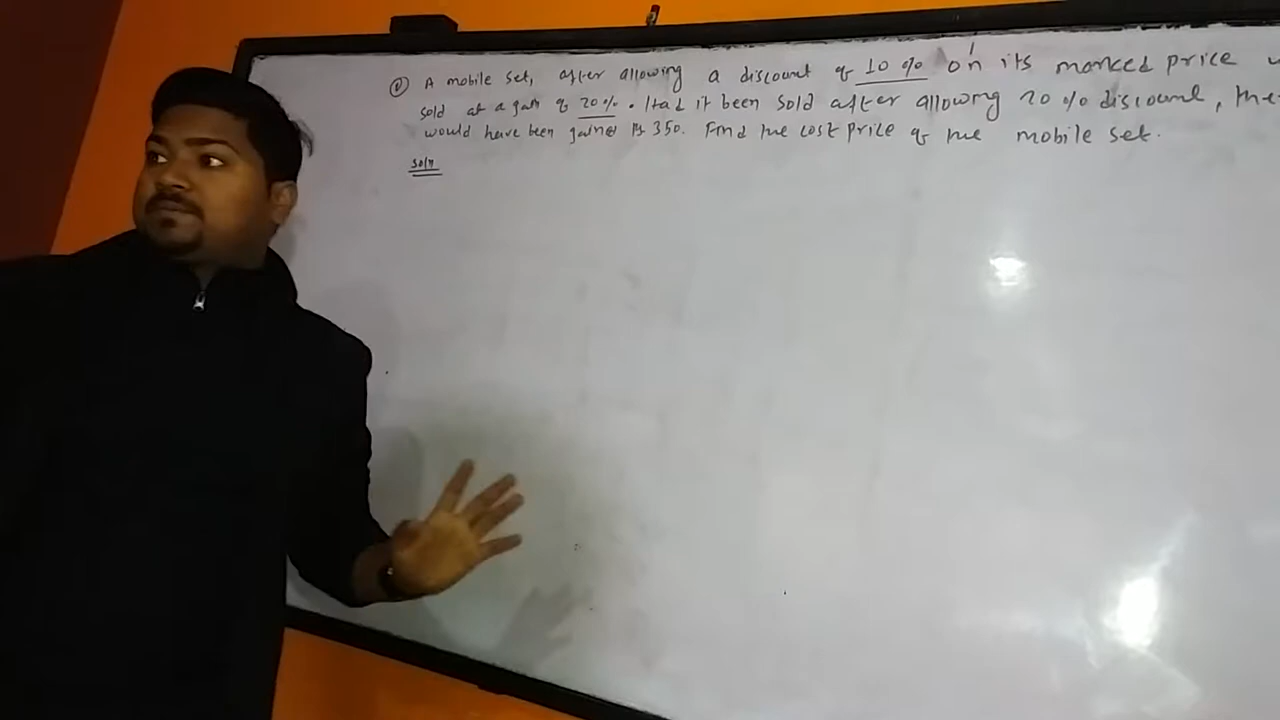 A mobile set, after allowing a discount of 10 % on its marked price
sold at a gain of 20%. Had it been sold after allowing 20 % discount,
would have been gained Rs 350. Find the cost price of the mobile set.
Soln